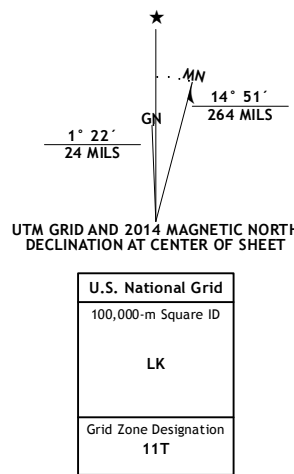 ★
MN
GN
14° 51´
264 MILS
1° 22´
24 MILS
UTM GRID AND 2014 MAGNETIC NORTH
DECLINATION AT CENTER OF SHEET
U.S. National Grid
100,000-m Square ID
LK
Grid Zone Designation
11T